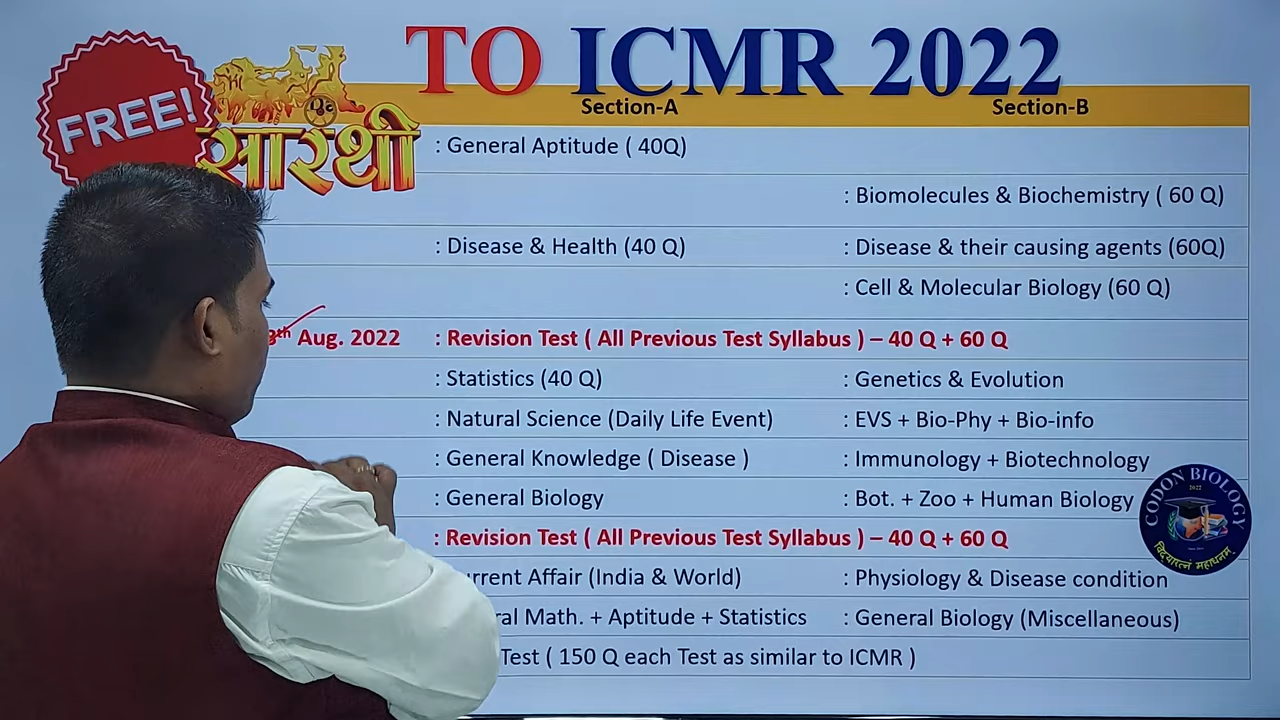 TO ICMR 2022
FREE!
सारथी
Section-A Section-B
: General Aptitude ( 40Q)
: Biomolecules & Biochemistry ( 60 Q)
: Disease & Health (40 Q) : Disease & their causing agents (60Q)
: Cell & Molecular Biology (60 Q)
Aug. 2022 : Revision Test ( All Previous Test Syllabus ) – 40 Q + 60 Q
: Statistics (40 Q) : Genetics & Evolution
: Natural Science (Daily Life Event) : EVS + Bio-Phy + Bio-info
: General Knowledge ( Disease ) : Immunology + Biotechnology
: General Biology : Bot. + Zoo + Human Biology
CODON BIOLOGY
2022
विद्यारत्नं महाधनम्
: Revision Test ( All Previous Test Syllabus ) – 40 Q + 60 Q
Affair (India & World) : Physiology & Disease condition
Math. + Aptitude + Statistics : General Biology (Miscellaneous)
Test ( 150 Q each Test as similar to ICMR )